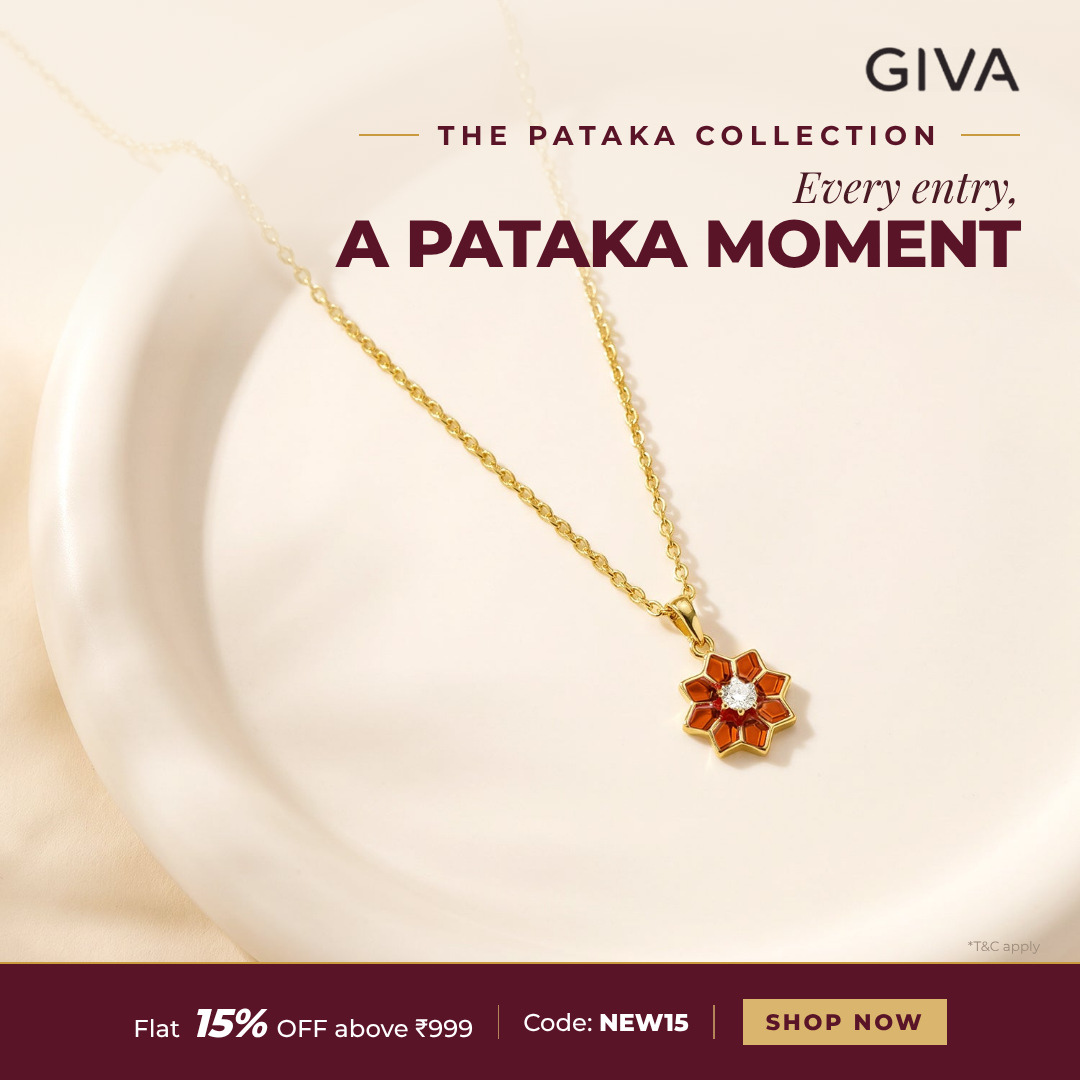 GIVA
THE PATAKA COLLECTION
Every entry,
A PATAKA MOMENT
*T&C apply
Flat 15% OFF above ₹999
Code: NEW15
SHOP NOW